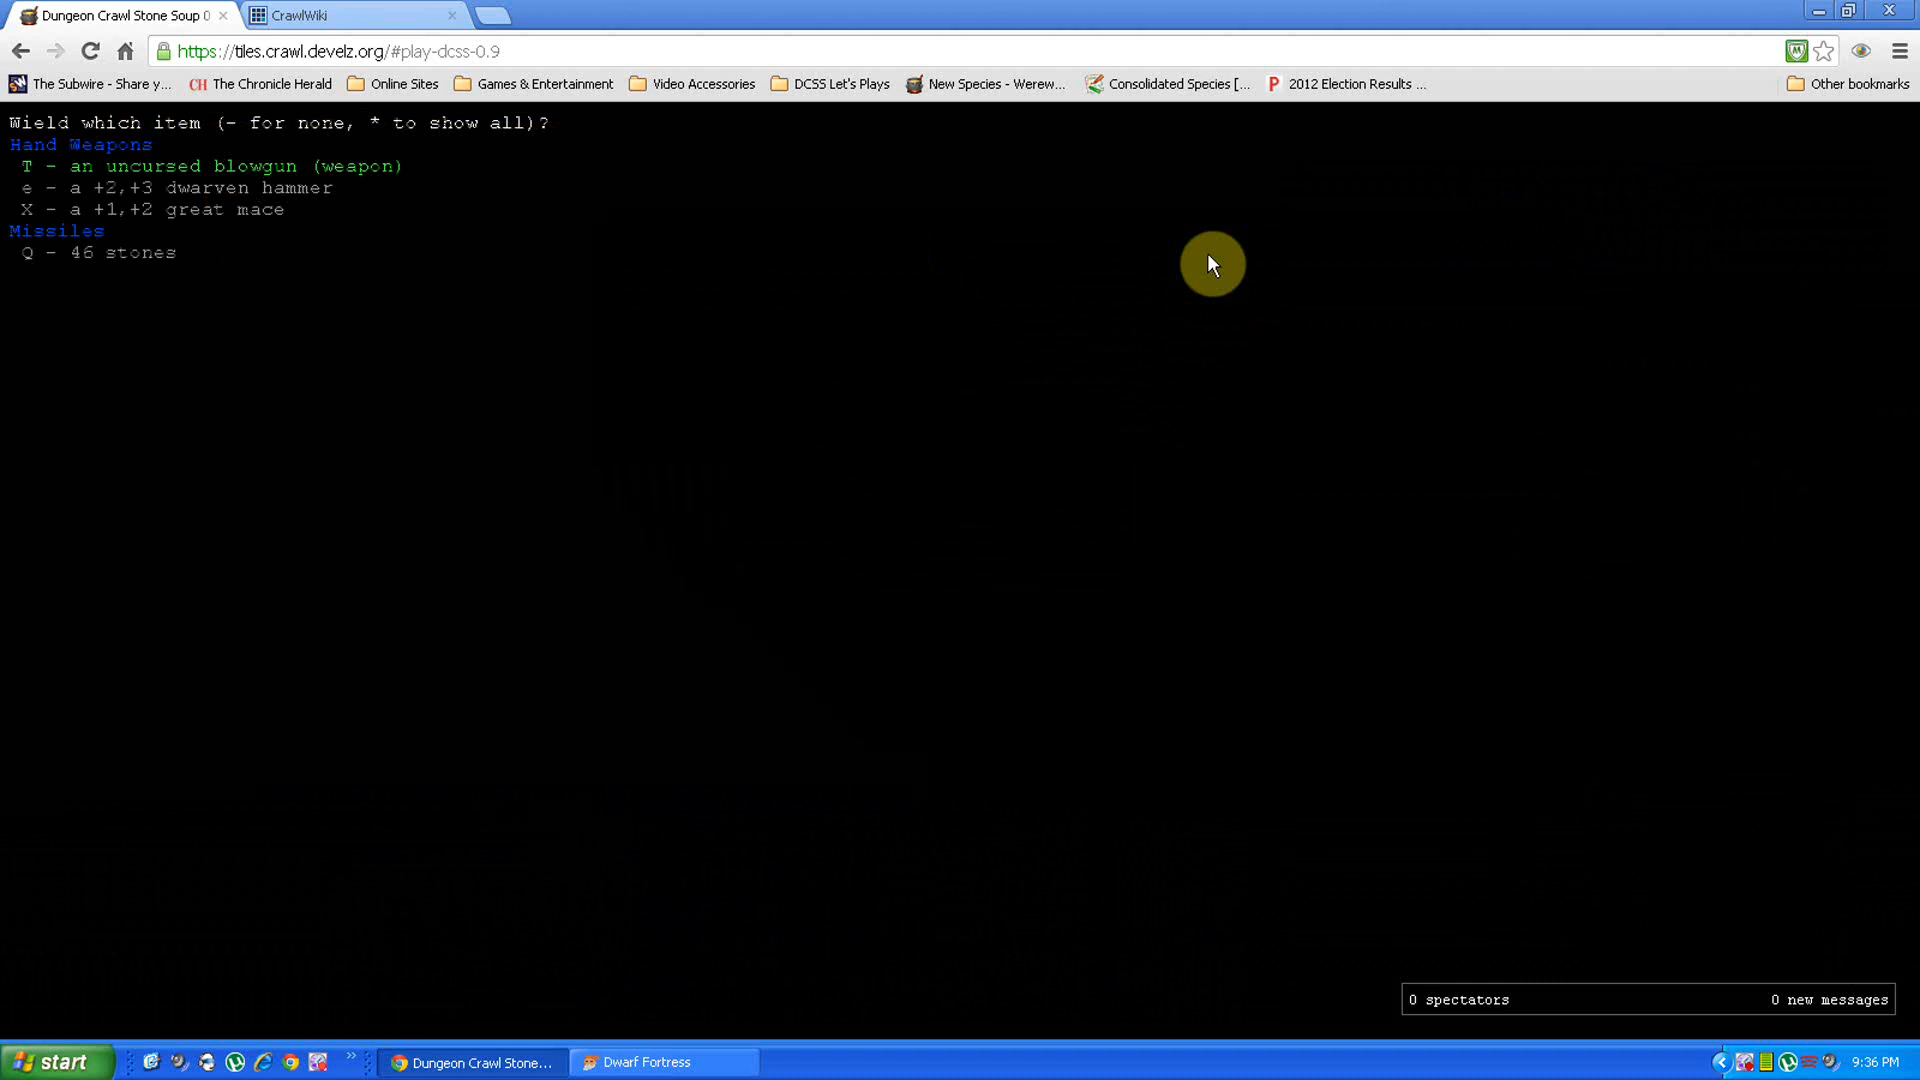 Dungeon Crawl Stone Soup 0
CrawlWiki
https://tiles.crawl.develz.org/#play-dcss-0.9
The Subwire - Share y...
CH The Chronicle Herald
Online Sites
Games & Entertainment
Video Accessories
DCSS Let's Plays
New Species - Werew...
Consolidated Species [...
P 2012 Election Results ...
Other bookmarks
Wield which item (- for none, * to show all)?
Hand Weapons
T - an uncursed blowgun (weapon)
e - a +2,+3 dwarven hammer
X - a +1,+2 great mace
Missiles
Q - 46 stones
0 spectators 0 new messages
start
Dungeon Crawl Stone...
Dwarf Fortress
9:36 PM